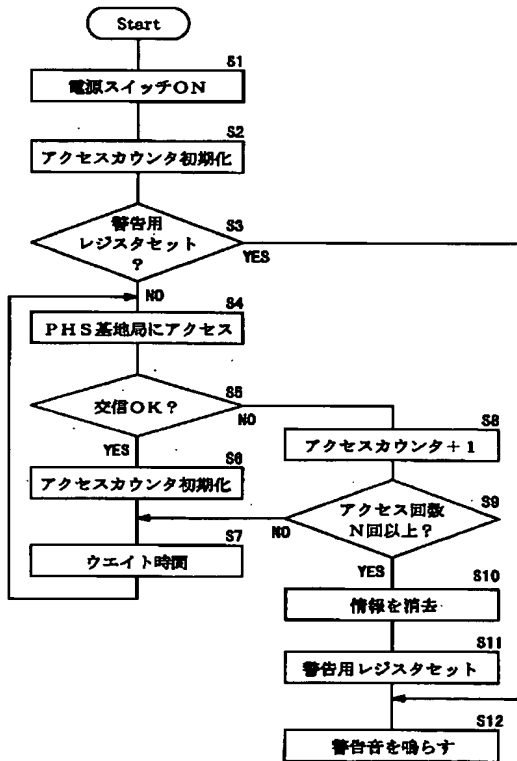 Start
S1
電源スイッチON
S2
アクセスカウンタ初期化
S3
警告用
レジスタセット
?
YES
NO
S4
PHS基地局にアクセス
S5
交信OK?
NO
YES
S6
アクセスカウンタ初期化
S7
ウエイト時間
S8
アクセスカウンタ+1
S9
アクセス回数
N回以上?
NO
YES
S10
情報を消去
S11
警告用レジスタセット
S12
警告音を鳴らす